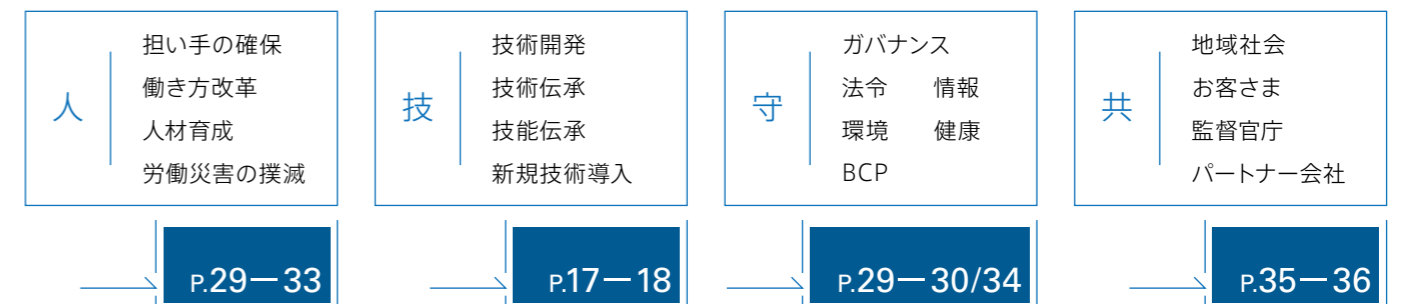 人
担い手の確保
働き方改革
人材育成
労働災害の撲滅
P.29－33
技
技術開発
技術伝承
技能伝承
新規技術導入
P.17－18
守
ガバナンス
法令　情報
環境　健康
BCP
P.29－30/34
共
地域社会
お客さま
監督官庁
パートナー会社
P.35－36